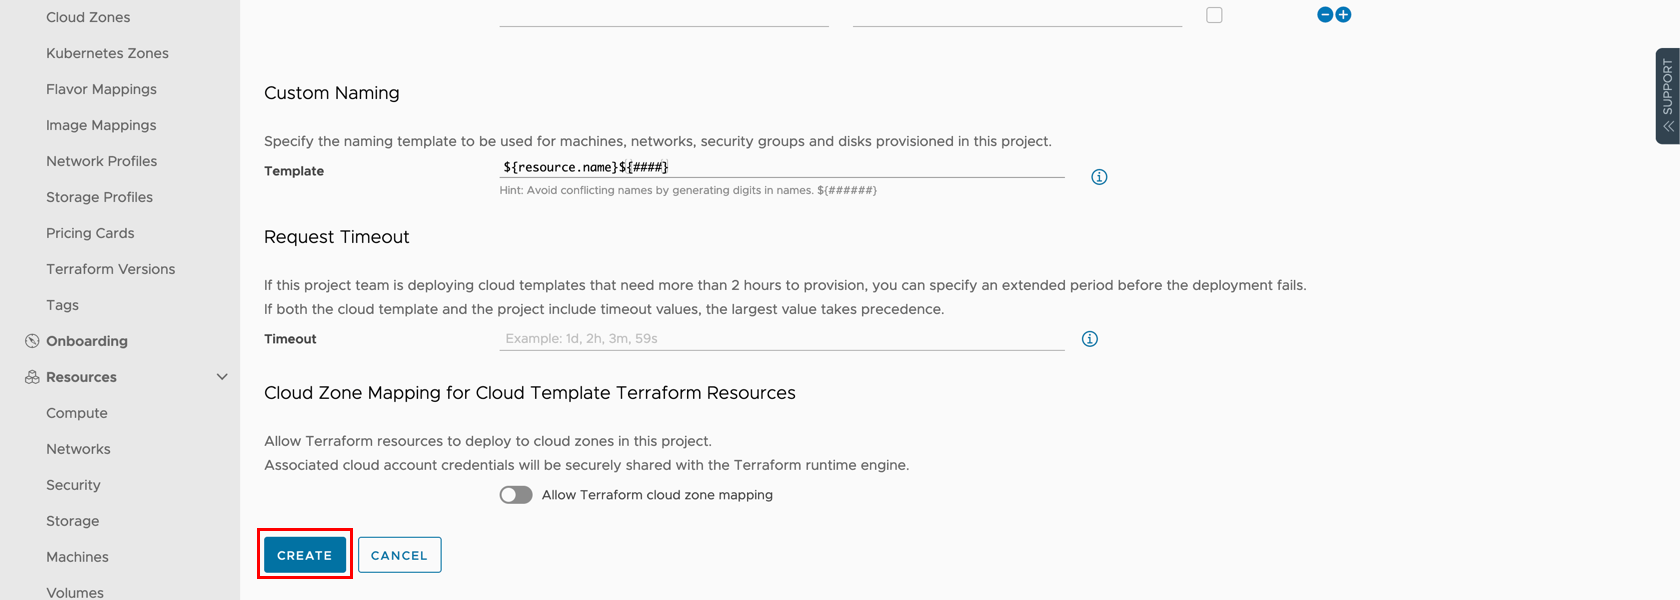 Cloud Zones
Kubernetes Zones
Flavor Mappings
Image Mappings
Network Profiles
Storage Profiles
Pricing Cards
Terraform Versions
Tags
Onboarding
Resources
Compute
Networks
Security
Storage
Machines
Volumes
Custom Naming
Specify the naming template to be used for machines, networks, security groups and disks provisioned in this project.
Template
${resource.name}${####}
Hint: Avoid conflicting names by generating digits in names. ${######}
Request Timeout
If this project team is deploying cloud templates that need more than 2 hours to provision, you can specify an extended period before the deployment fails.
If both the cloud template and the project include timeout values, the largest value takes precedence.
Timeout
Example: 1d, 2h, 3m, 59s
Cloud Zone Mapping for Cloud Template Terraform Resources
Allow Terraform resources to deploy to cloud zones in this project.
Associated cloud account credentials will be securely shared with the Terraform runtime engine.
Allow Terraform cloud zone mapping
CREATE
CANCEL
SUPPORT